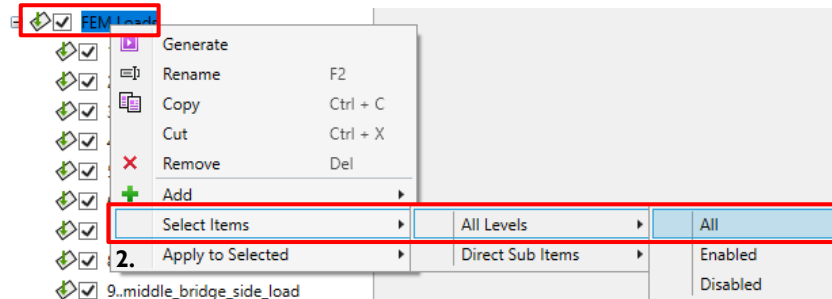 FEM Loads
Generate
Rename F2
Copy Ctrl + C
Cut Ctrl + X
Remove Del
Add
Select Items All Levels All
2. Apply to Selected Direct Sub Items Enabled
Disabled
9..middle_bridge_side_load